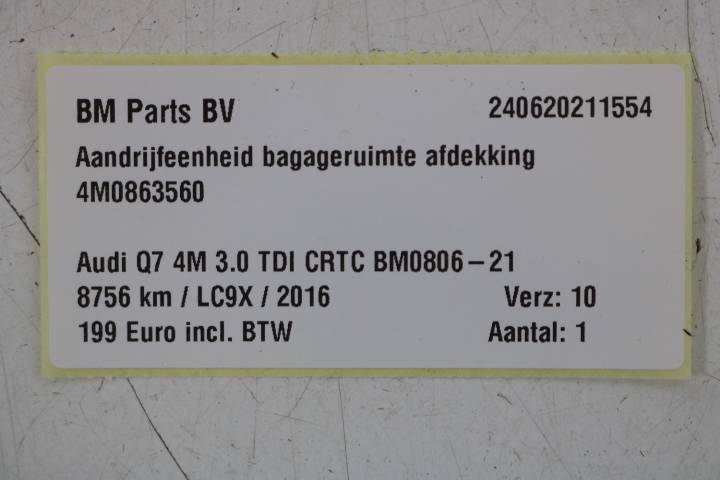 BM Parts BV 240620211554
Aandrijfeenheid bagageruimte afdekking
4M0863560
Audi Q7 4M 3.0 TDI CRTC BM0806-21
8756 km / LC9X / 2016 Verz: 10
199 Euro incl. BTW Aantal: 1